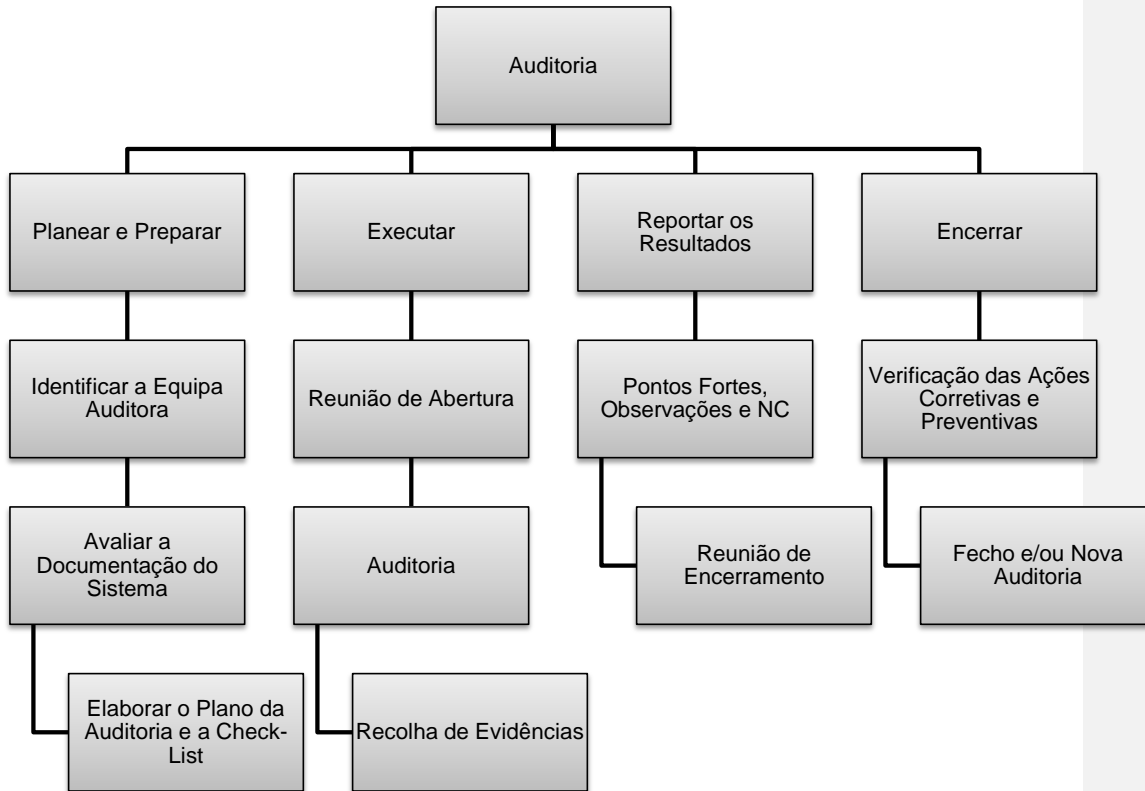 Auditoria
Planear e Preparar
Executar
Reportar os
Resultados
Encerrar
Identificar a Equipa
Auditora
Reunião de Abertura
Pontos Fortes,
Observações e NC
Verificação das Ações
Corretivas e
Preventivas
Avaliar a
Documentação do
Sistema
Auditoria
Reunião de
Encerramento
Fecho e/ou Nova
Auditoria
Elaborar o Plano da
Auditoria e a Check-
List
Recolha de Evidências